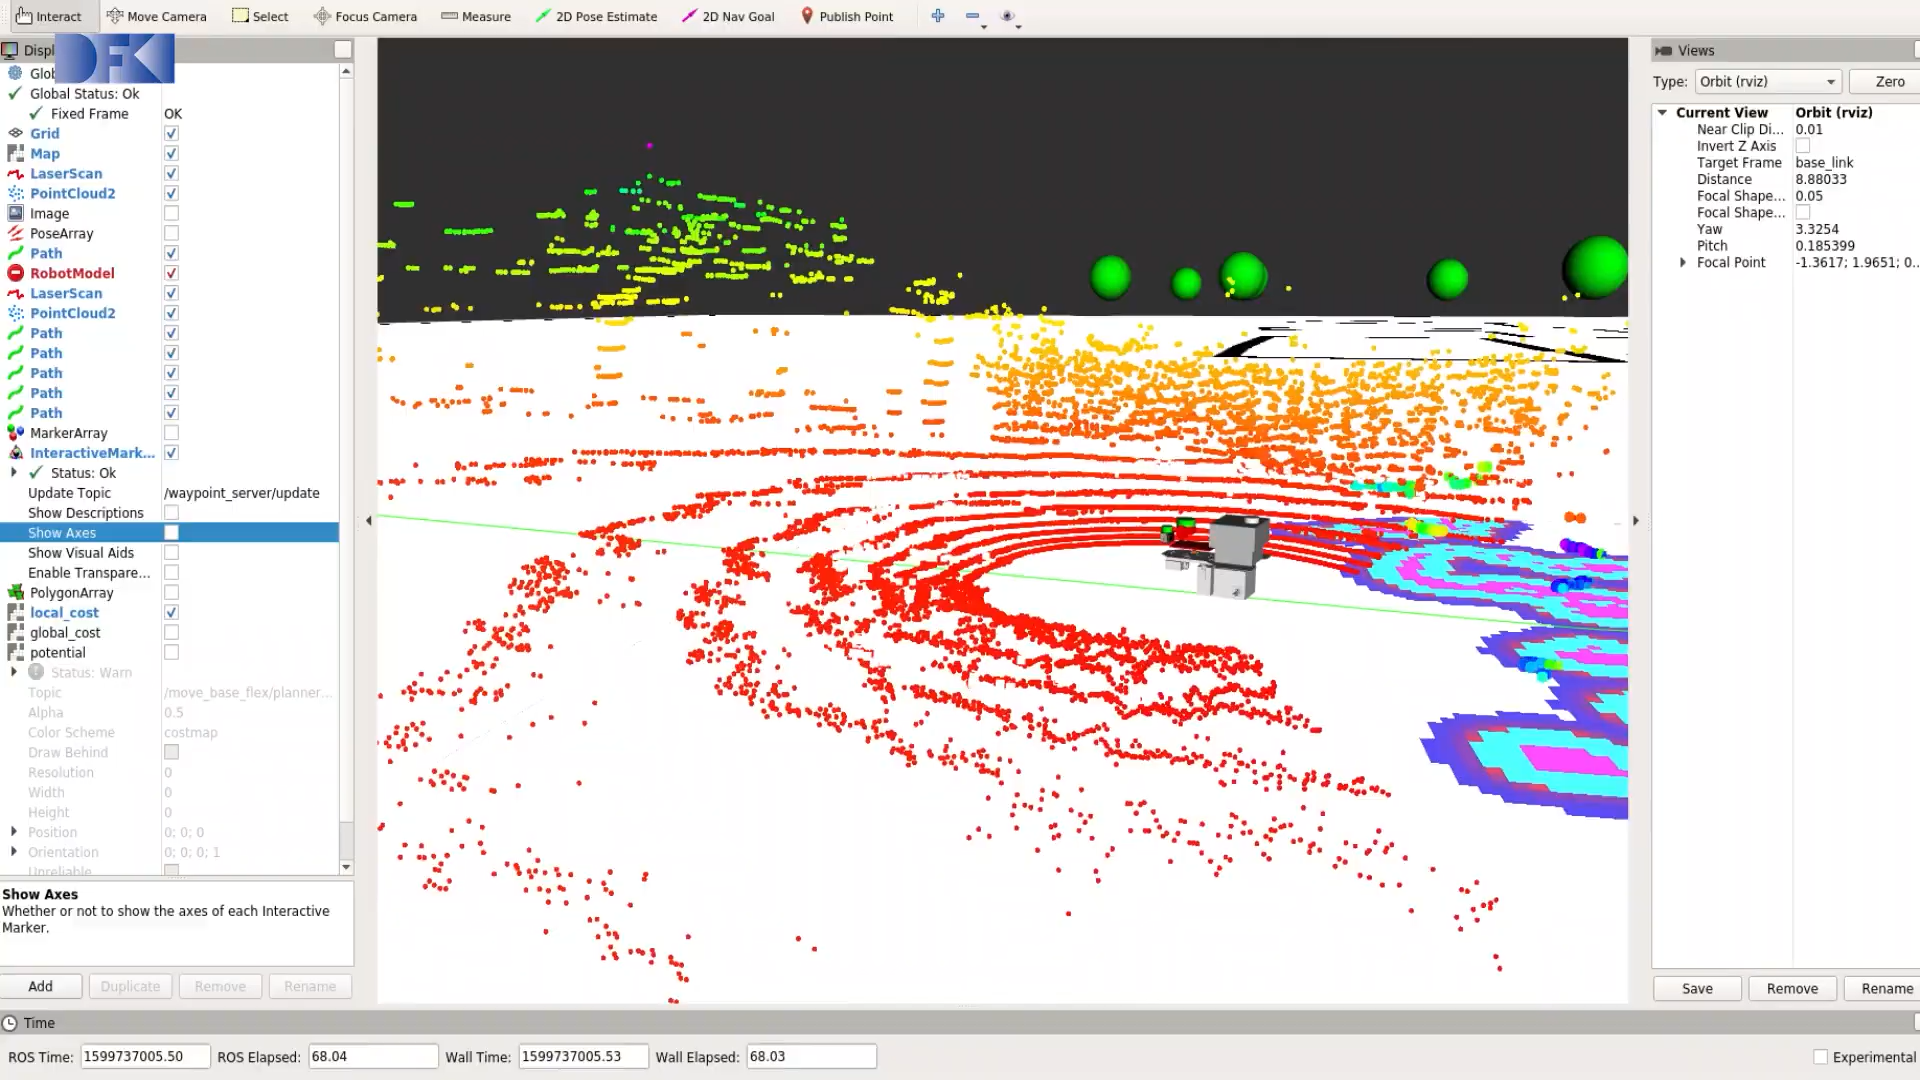 Interact Move Camera Select Focus Camera Measure 2D Pose Estimate 2D Nav Goal Publish Point
Displ
DFK
Glob
Global Status: Ok
Fixed Frame OK
Grid
Map
LaserScan
PointCloud2
Image
PoseArray
Path
RobotModel
LaserScan
PointCloud2
Path
Path
Path
Path
Path
MarkerArray
InteractiveMark...
Status: Ok
Update Topic /waypoint_server/update
Show Descriptions
Show Axes
Show Visual Aids
Enable Transpare...
PolygonArray
local_cost
global_cost
potential
Status: Warn
Topic /move_base_flex/planner...
Alpha 0.5
Color Scheme costmap
Draw Behind
Resolution 0
Width 0
Height 0
Position 0; 0; 0
Orientation 0; 0; 0; 1
Unreliable
Show Axes
Whether or not to show the axes of each Interactive
Marker.
Add Duplicate Remove Rename
Views
Type: Orbit (rviz) Zero
Current View Orbit (rviz)
Near Clip Di... 0.01
Invert Z Axis
Target Frame base_link
Distance 8.88033
Focal Shape... 0.05
Focal Shape...
Yaw 3.3254
Pitch 0.185399
Focal Point -1.3617; 1.9651; 0..
Save Remove Rename
Time
ROS Time: 1599737005.50 ROS Elapsed: 68.04 Wall Time: 1599737005.53 Wall Elapsed: 68.03 Experimental